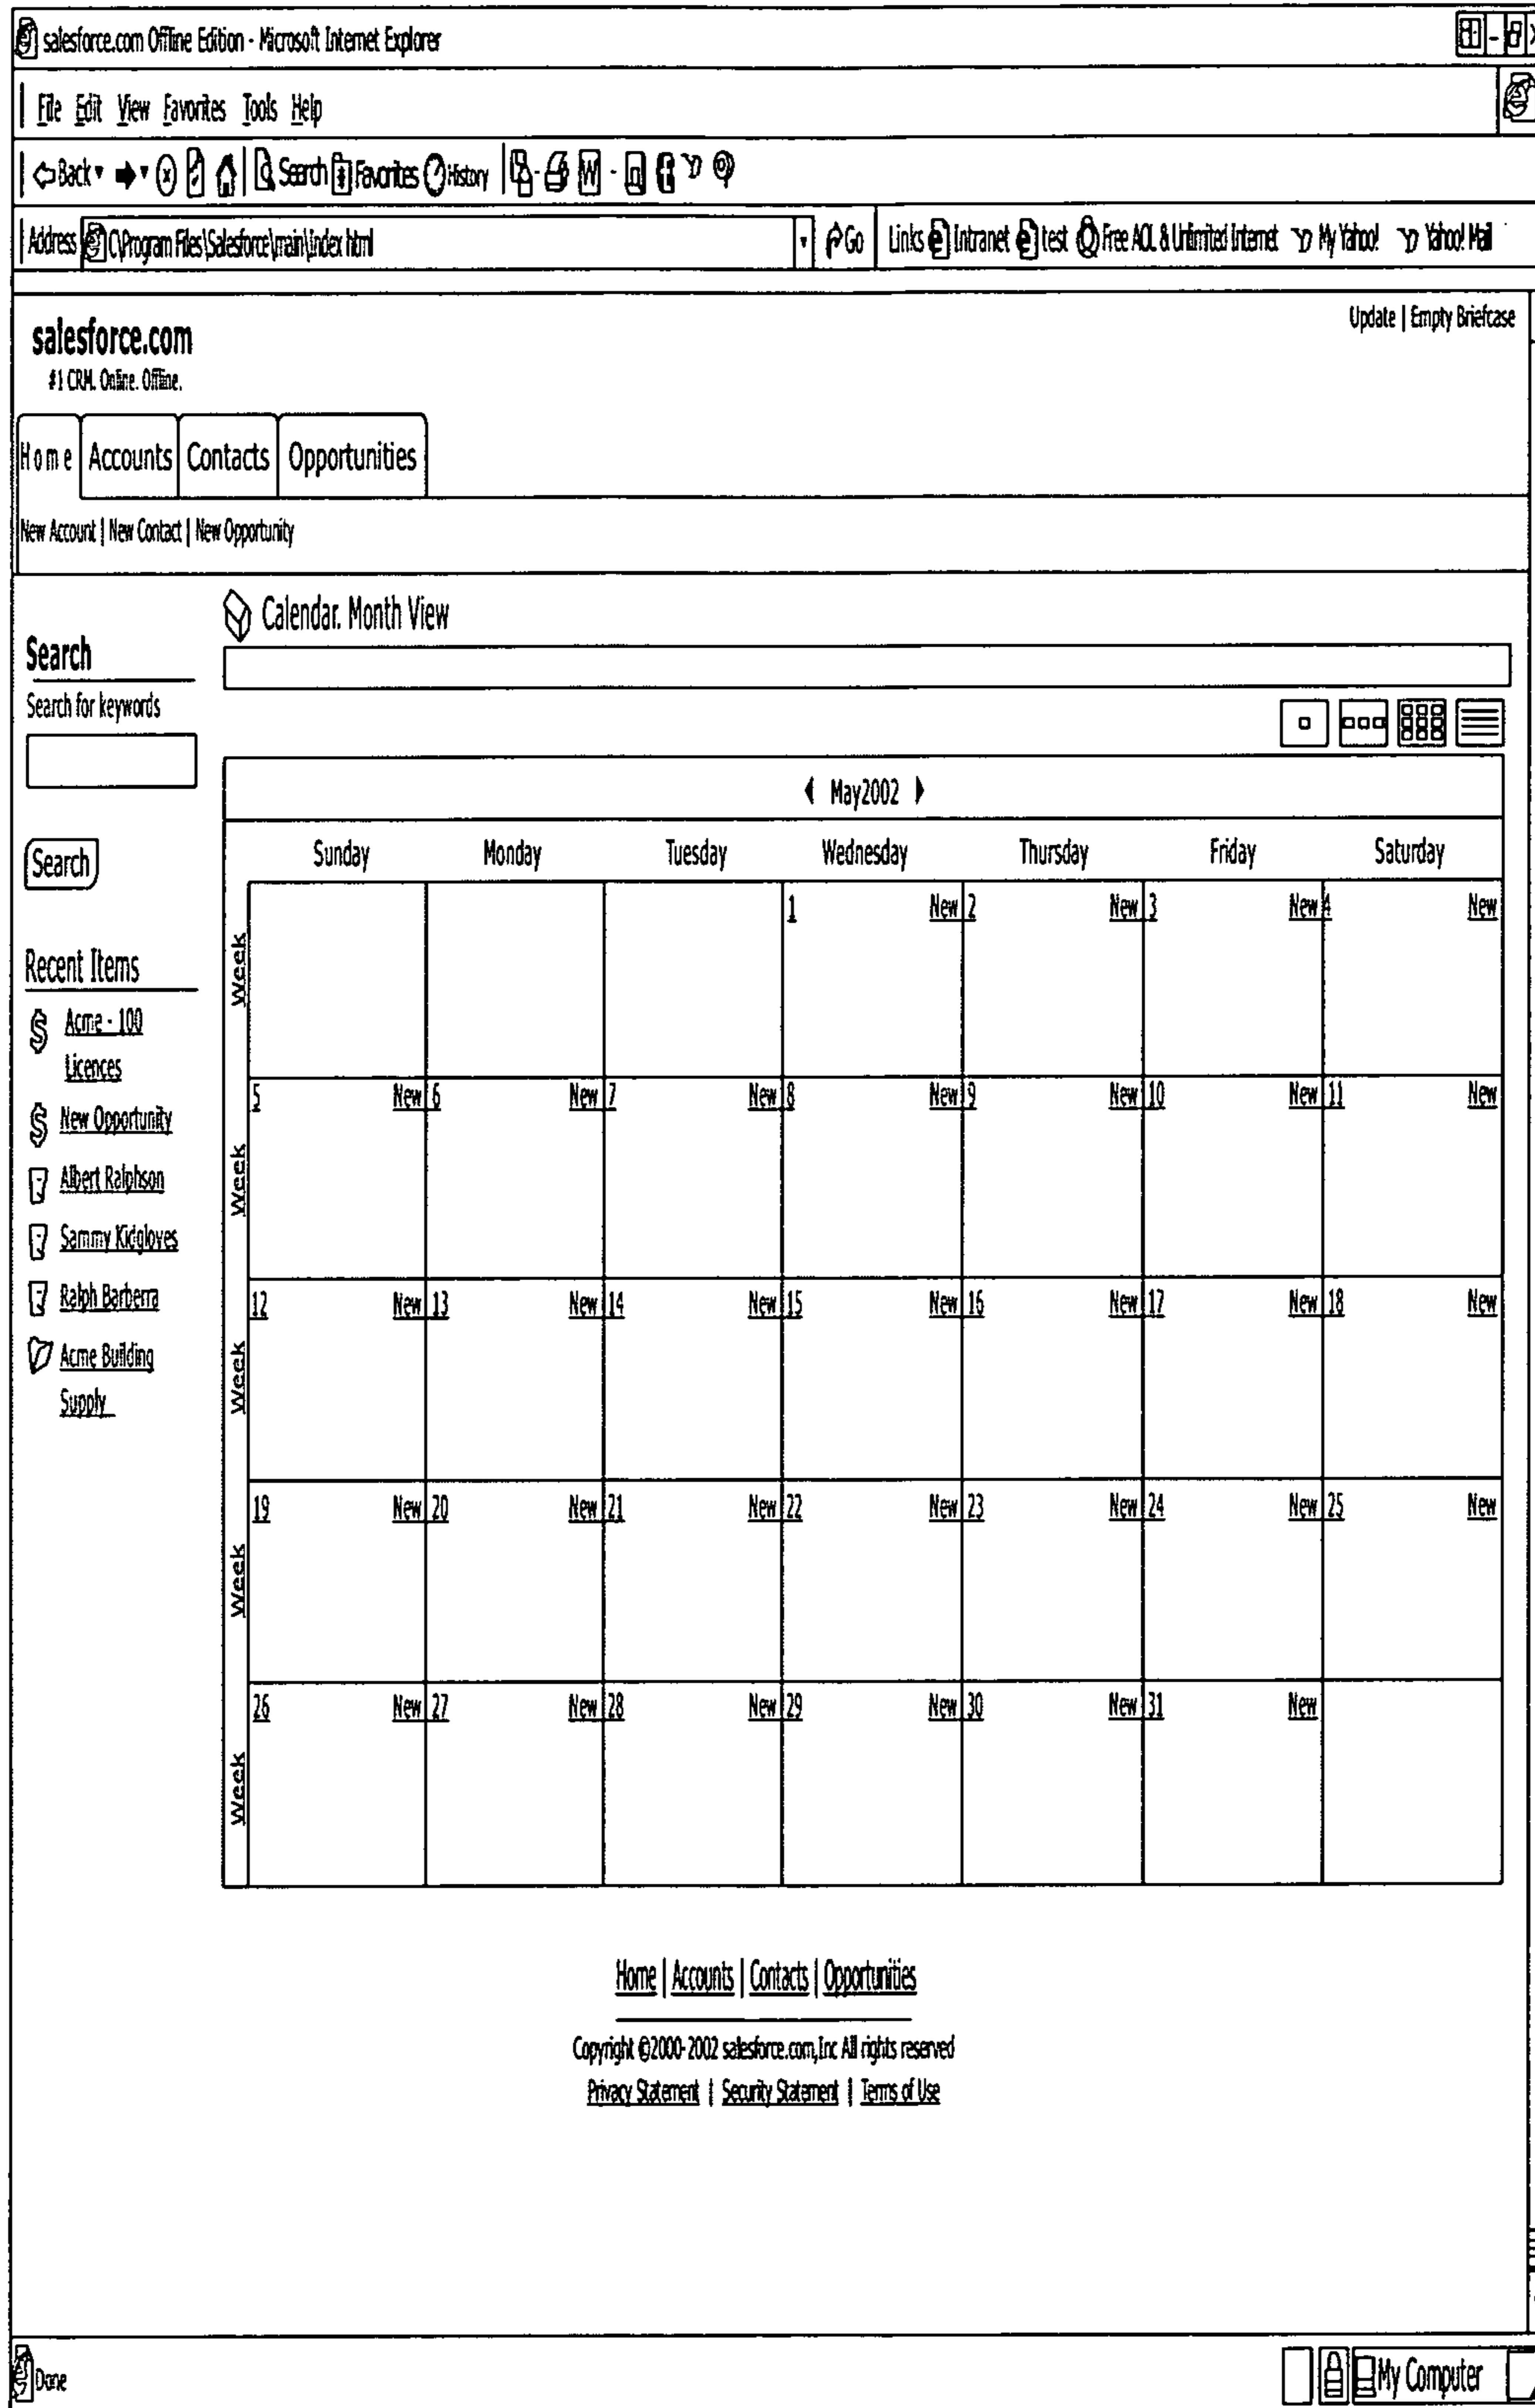 salesforce.com Offline Edition - Microsoft Internet Explorer
File Edit View Favorites Tools Help
Back Search Favorites History W
Address C\Program Files\Salesforce\main\index html Go Links Intranet test Free AOL & Unlimited Internet My Yahoo! Yahoo! Mail
Update | Empty Briefcase
salesforce.com
#1 CRM. Online. Offline.
Home Accounts Contacts Opportunities
New Account | New Contact | New Opportunity
Calendar. Month View
Search
Search for keywords
Search
Recent Items
Acme - 100
Licences
New Opportunity
Albert Ralphson
Sammy Kidgloves
Ralph Barberra
Acme Building
Supply
May2002
Sunday Monday Tuesday Wednesday Thursday Friday Saturday
Week 1 New 2 New 3 New 4 New
Week 5 New 6 New 7 New 8 New 9 New 10 New 11 New
Week 12 New 13 New 14 New 15 New 16 New 17 New 18 New
Week 19 New 20 New 21 New 22 New 23 New 24 New 25 New
Week 26 New 27 New 28 New 29 New 30 New 31 New
Home | Accounts | Contacts | Opportunities
Copyright ©2000-2002 salesforce.com,Inc All rights reserved
Privacy Statement | Security Statement | Terms of Use
Done My Computer